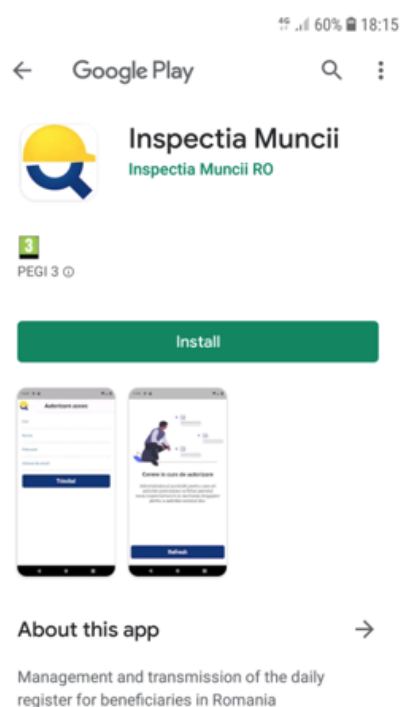 4G 60% 18:15
Google Play
Inspectia Muncii
Inspectia Muncii RO
3
PEGI 3
Install
Autorizare acces
Trimite!
Cerere in curs de autorizare
Refresh
About this app
Management and transmission of the daily
register for beneficiaries in Romania